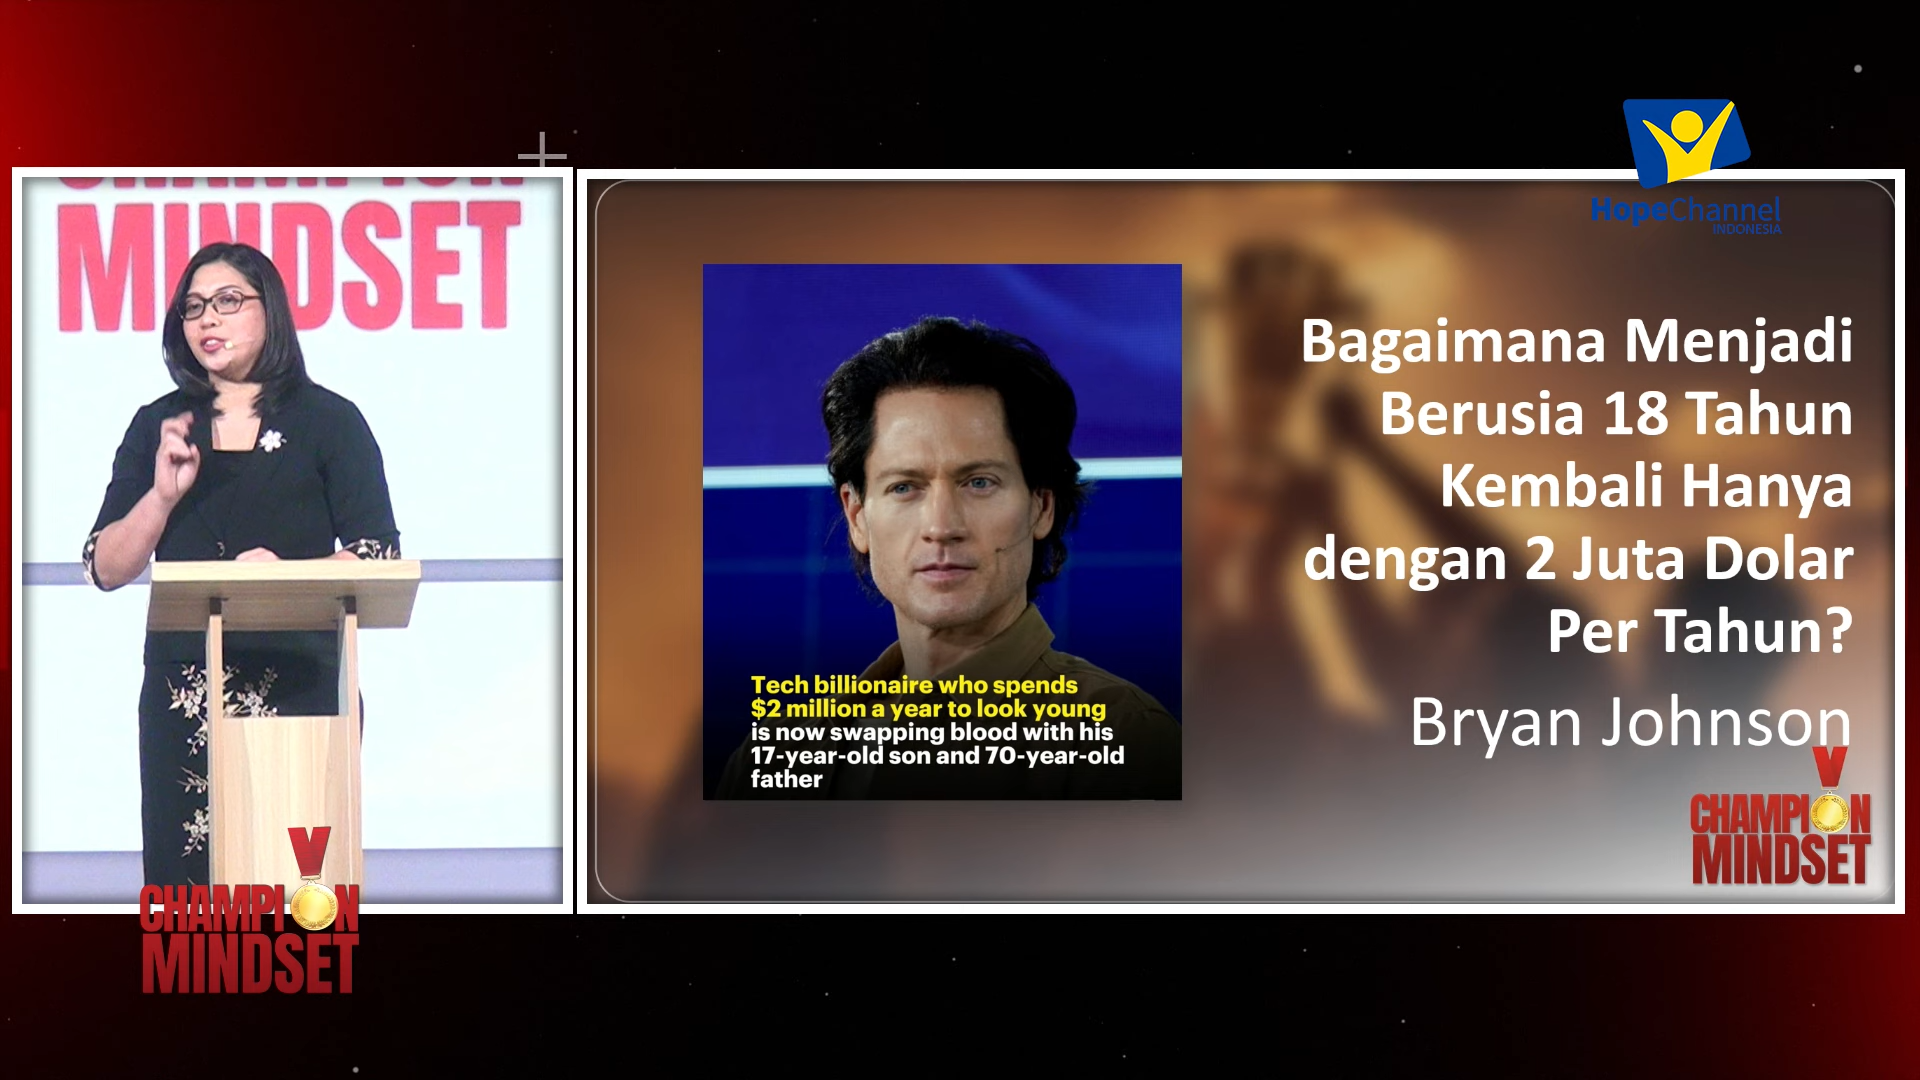 CHAMPION
MINDSET
CHAMPION
MINDSET
HopeChannel
INDONESIA
Tech billionaire who spends
$2 million a year to look young
is now swapping blood with his
17-year-old son and 70-year-old
father
Bagaimana Menjadi
Berusia 18 Tahun
Kembali Hanya
dengan 2 Juta Dolar
Per Tahun?
Bryan Johnson
CHAMPION
MINDSET